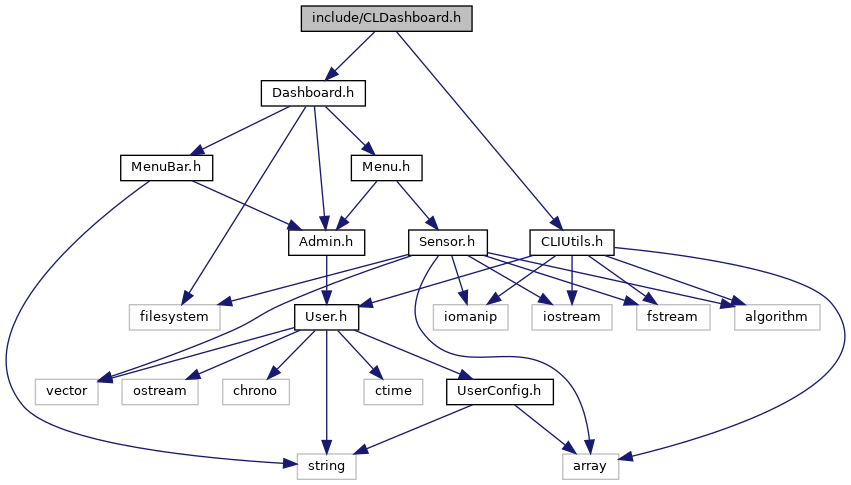 include/CLDashboard.h
Dashboard.h
MenuBar.h
Menu.h
Admin.h
Sensor.h
CLIUtils.h
filesystem
User.h
iomanip
iostream
fstream
algorithm
vector
ostream
chrono
ctime
UserConfig.h
string
array